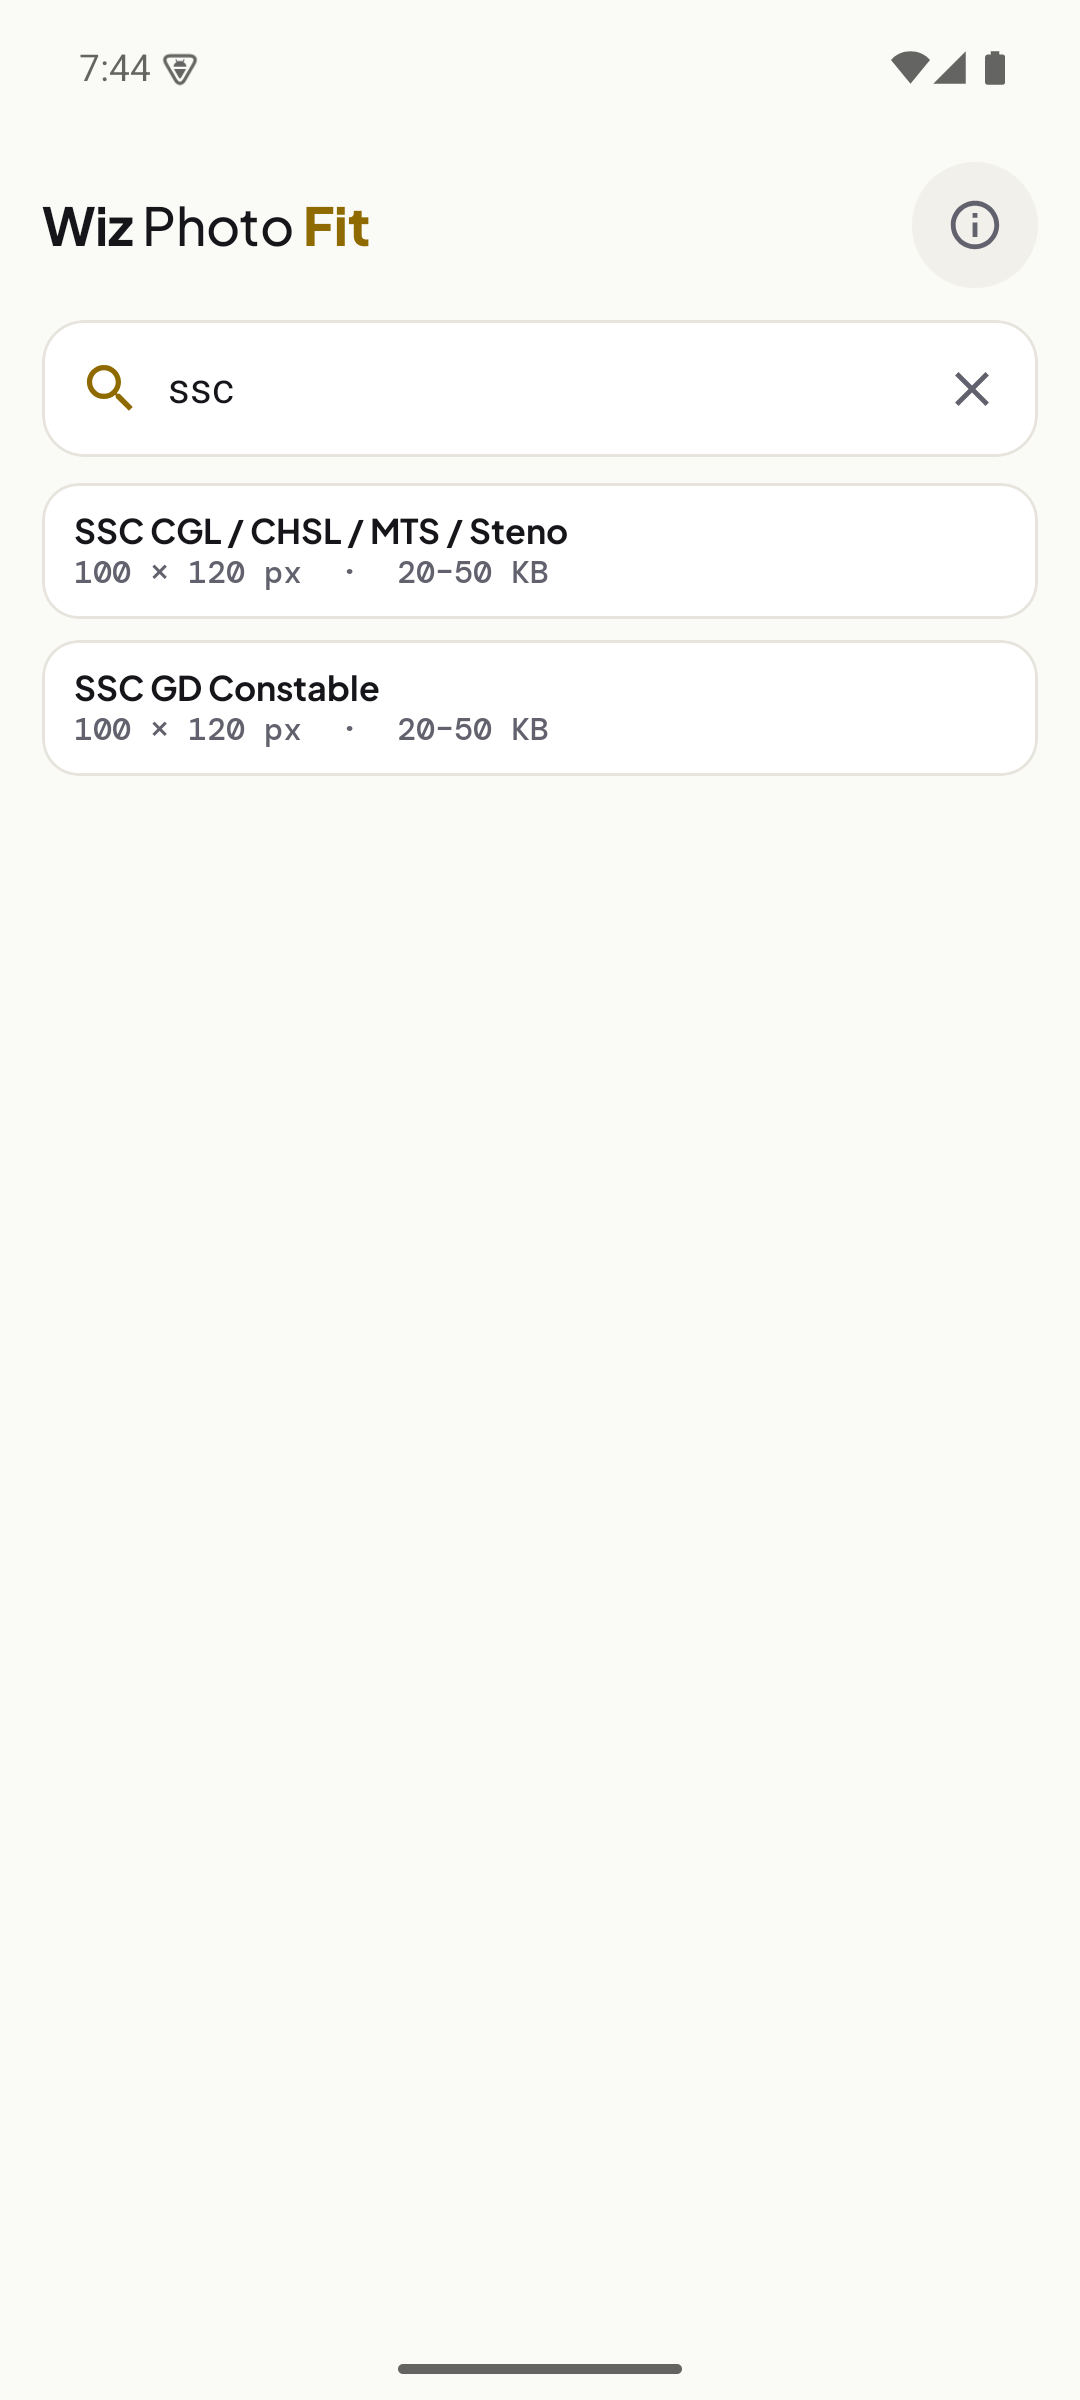 7:44
Wiz Photo Fit
ssc
SSC CGL / CHSL / MTS / Steno
100 × 120 px · 20–50 KB
SSC GD Constable
100 × 120 px · 20–50 KB